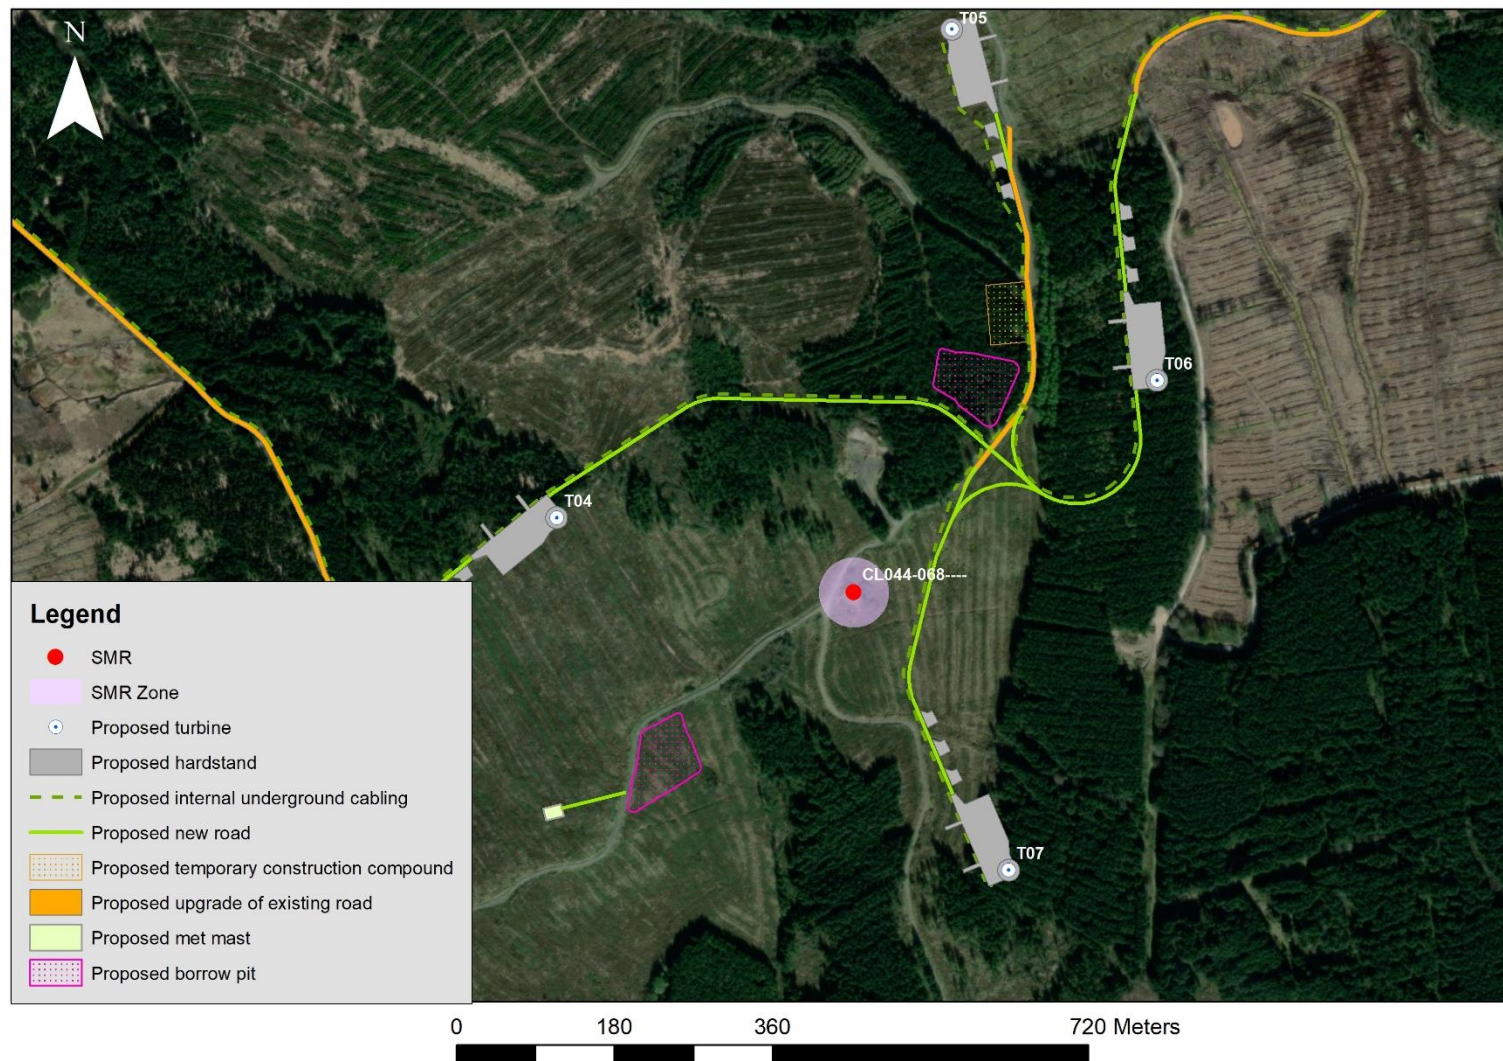 N
T05
T06
T04
CL044-068----
T07
Legend
SMR
SMR Zone
Proposed turbine
Proposed hardstand
Proposed internal underground cabling
Proposed new road
Proposed temporary construction compound
Proposed upgrade of existing road
Proposed met mast
Proposed borrow pit
0 180 360 720 Meters